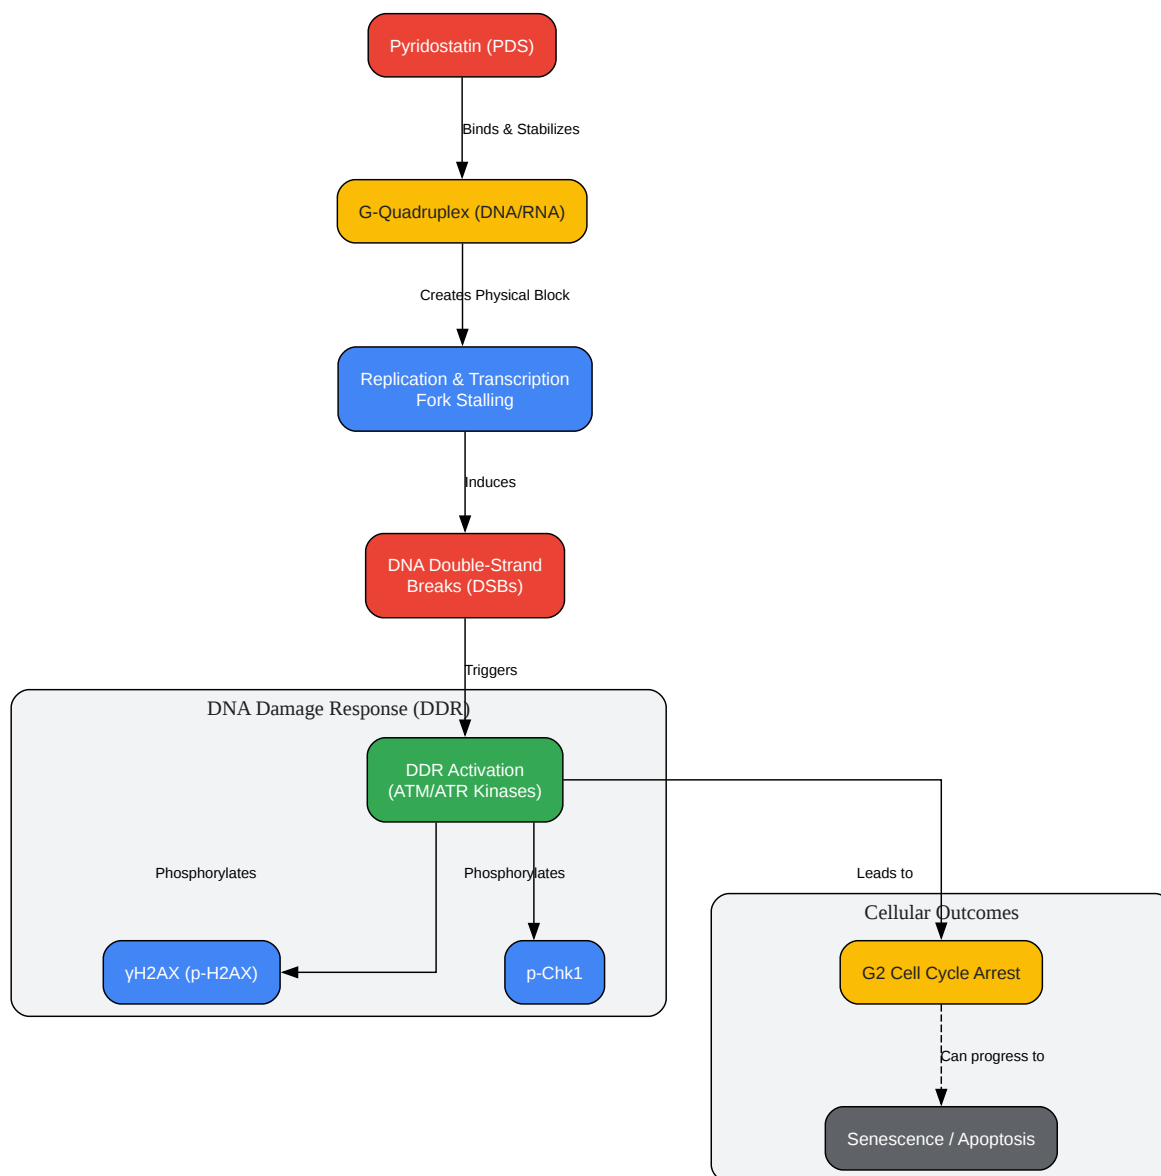 Pyridostatin (PDS)
Binds & Stabilizes
G-Quadruplex (DNA/RNA)
Creates Physical Block
Replication & Transcription
Fork Stalling
Induces
DNA Double-Strand
Breaks (DSBs)
Triggers
DNA Damage Response (DDR)
DDR Activation
(ATM/ATR Kinases)
Phosphorylates
Phosphorylates
Leads to
Cellular Outcomes
γH2AX (p-H2AX)
p-Chk1
G2 Cell Cycle Arrest
Can progress to
Senescence / Apoptosis